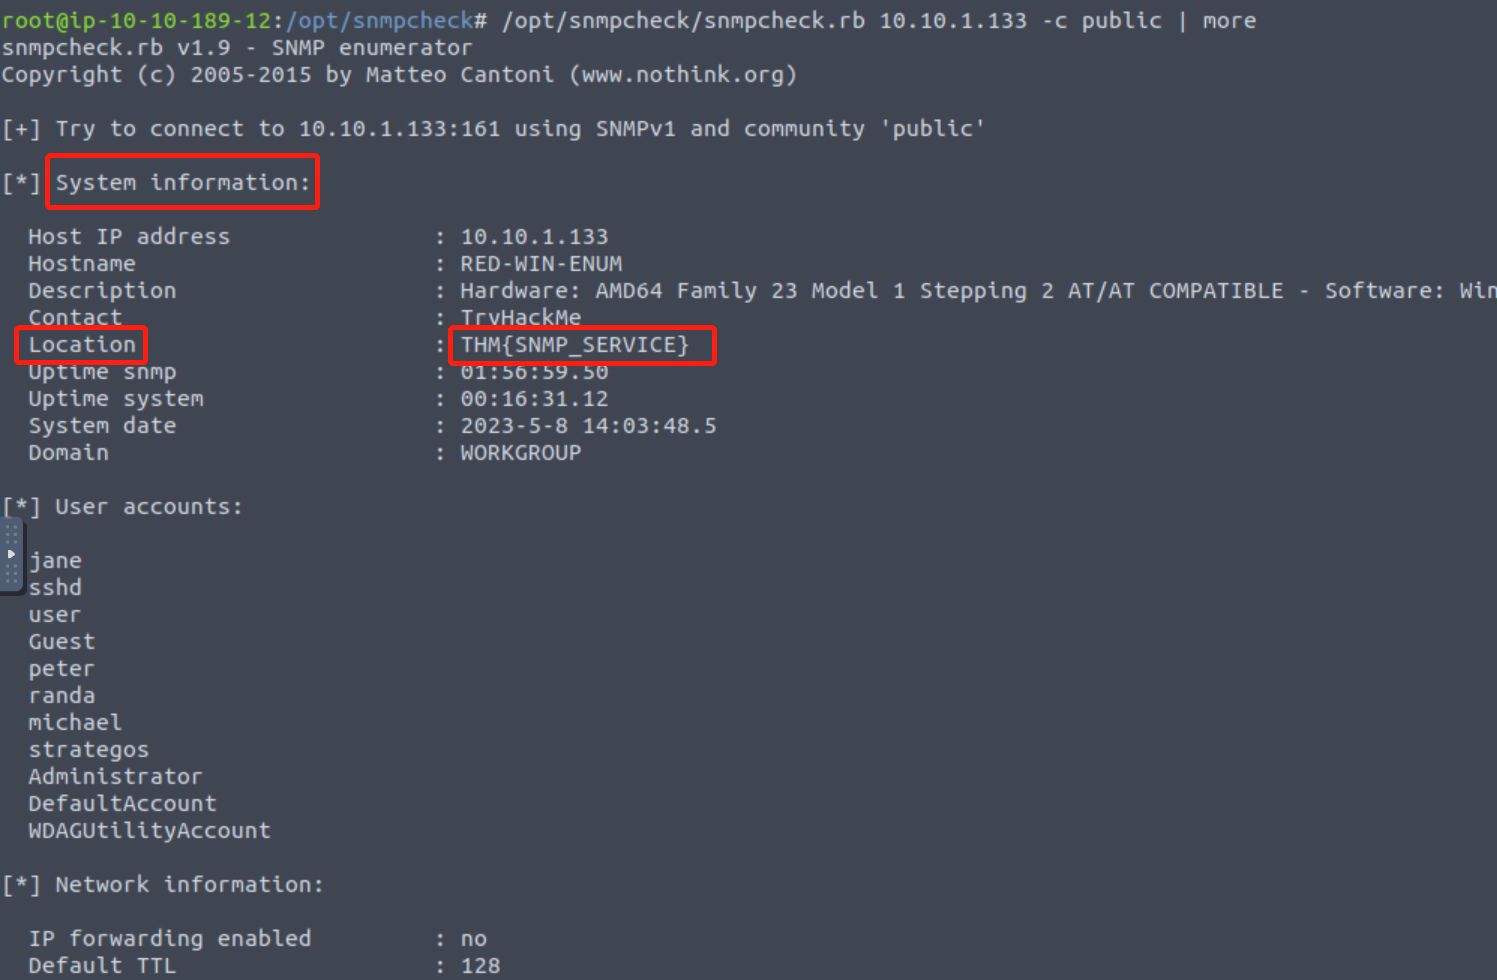 root@ip-10-10-189-12:/opt/snmpcheck# /opt/snmpcheck/snmpcheck.rb 10.10.1.133 -c public | more
snmpcheck.rb v1.9 - SNMP enumerator
Copyright (c) 2005-2015 by Matteo Cantoni (www.nothink.org)
[+] Try to connect to 10.10.1.133:161 using SNMPv1 and community 'public'
[*] System information:
Host IP address : 10.10.1.133
Hostname : RED-WIN-ENUM
Description : Hardware: AMD64 Family 23 Model 1 Stepping 2 AT/AT COMPATIBLE - Software: Win
Contact : TryHackMe
Location : THM{SNMP_SERVICE}
Uptime snmp : 01:56:59.50
Uptime system : 00:16:31.12
System date : 2023-5-8 14:03:48.5
Domain : WORKGROUP
[*] User accounts:
jane
sshd
user
Guest
peter
randa
michael
strategos
Administrator
DefaultAccount
WDAGUtilityAccount
[*] Network information:
IP forwarding enabled : no
Default TTL : 128